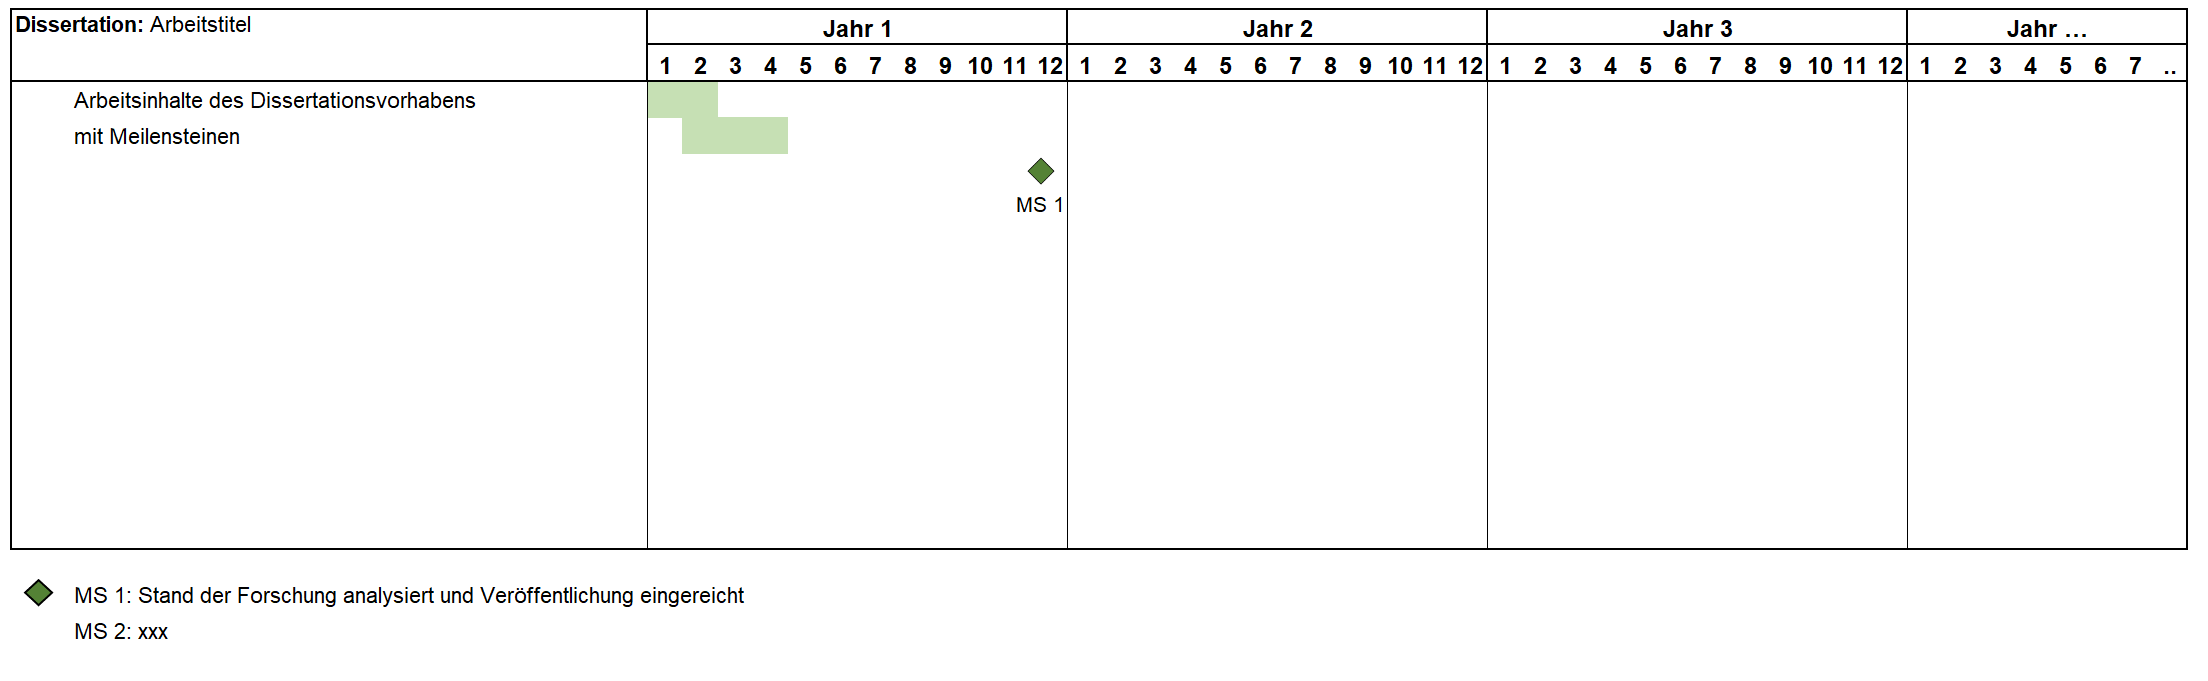 Dissertation: Arbeitstitel
Jahr 1 Jahr 2 Jahr 3 Jahr …
1 2 3 4 5 6 7 8 9 10 11 12 1 2 3 4 5 6 7 8 9 10 11 12 1 2 3 4 5 6 7 8 9 10 11 12 1 2 3 4 5 6 7 ..
Arbeitsinhalte des Dissertationsvorhabens
mit Meilensteinen
MS 1
MS 1: Stand der Forschung analysiert und Veröffentlichung eingereicht
MS 2: xxx